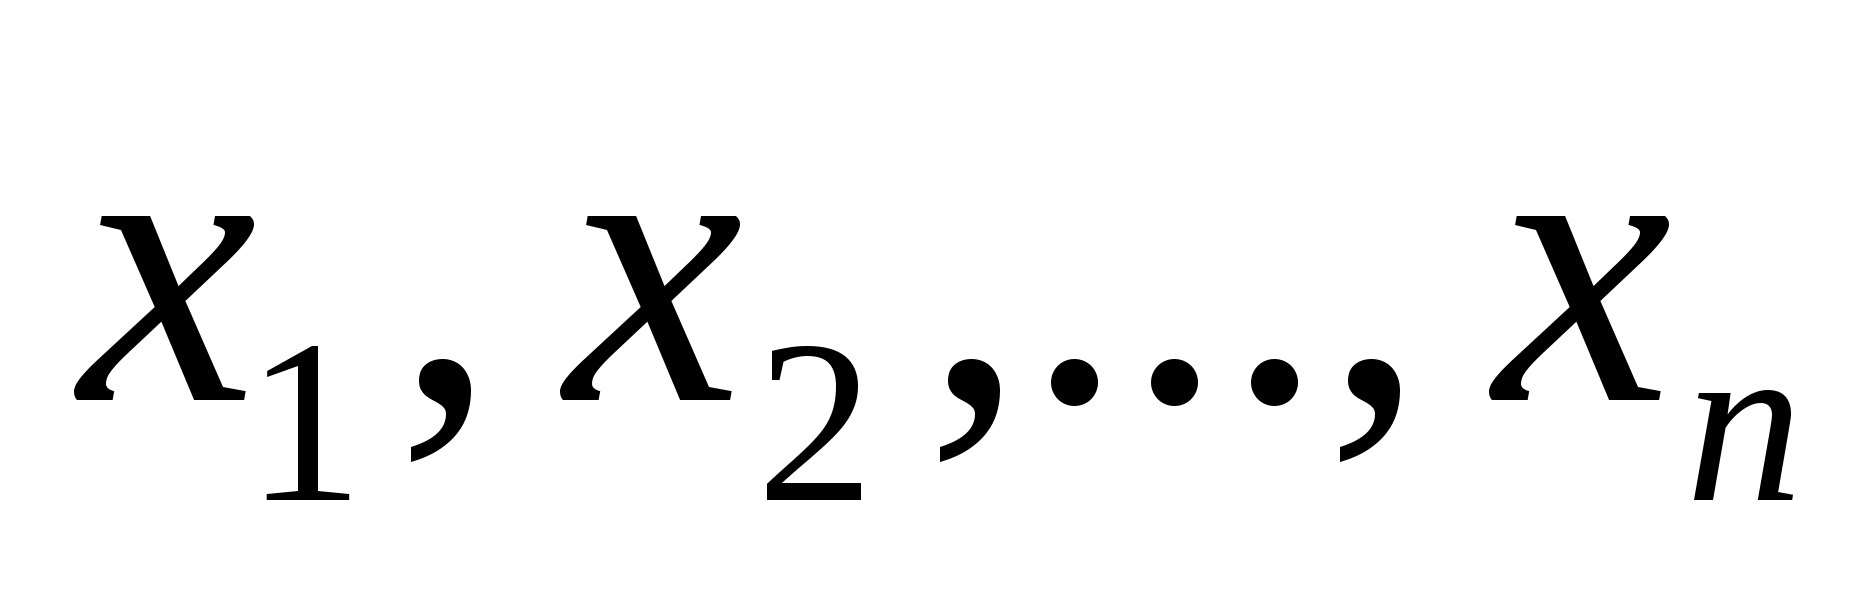 x₁, x₂,..., xₙ